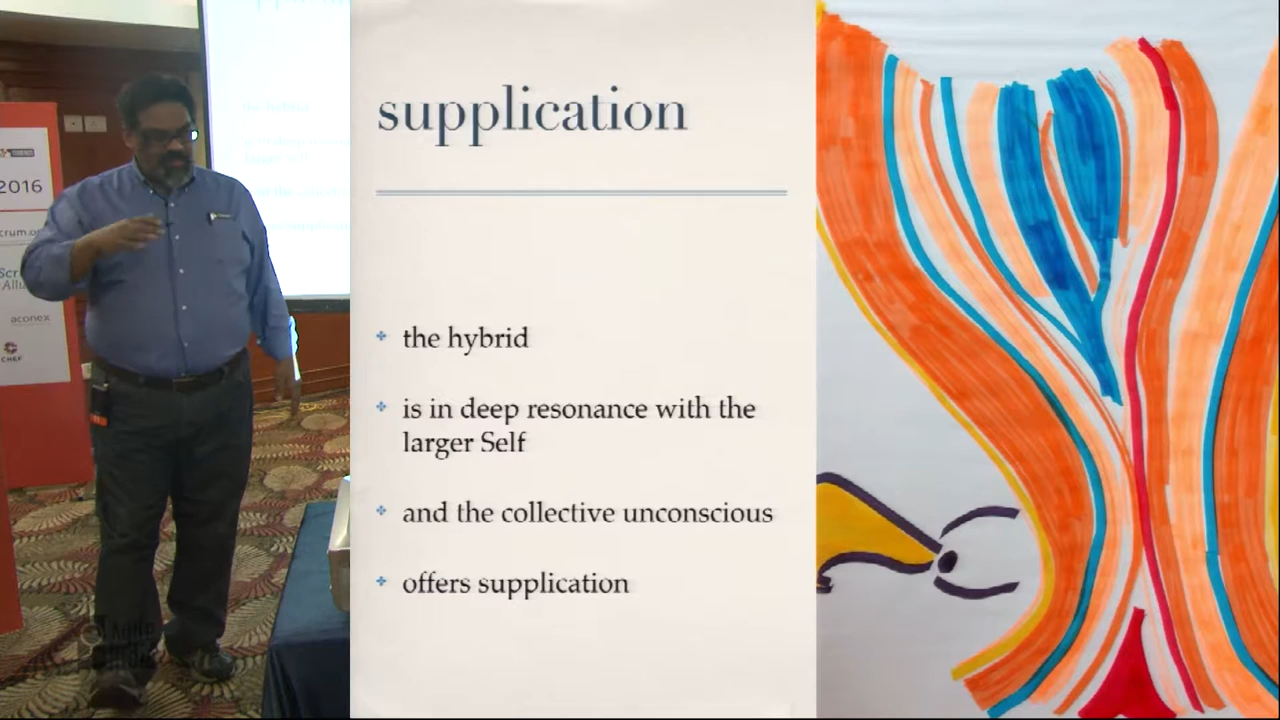 2016
aconex
CHEF
supplication
the hybrid
is in deep resonance with the
larger Self
and the collective unconscious
offers supplication